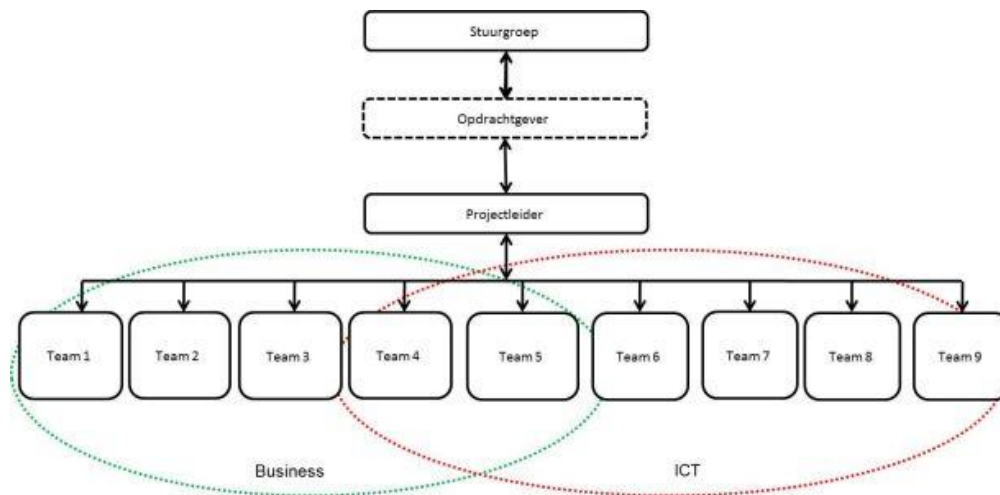 Stuurgroep
Opdrachtgever
Projectleider
Team 1
Team 2
Team 3
Team 4
Team 5
Team 6
Team 7
Team 8
Team 9
Business
ICT